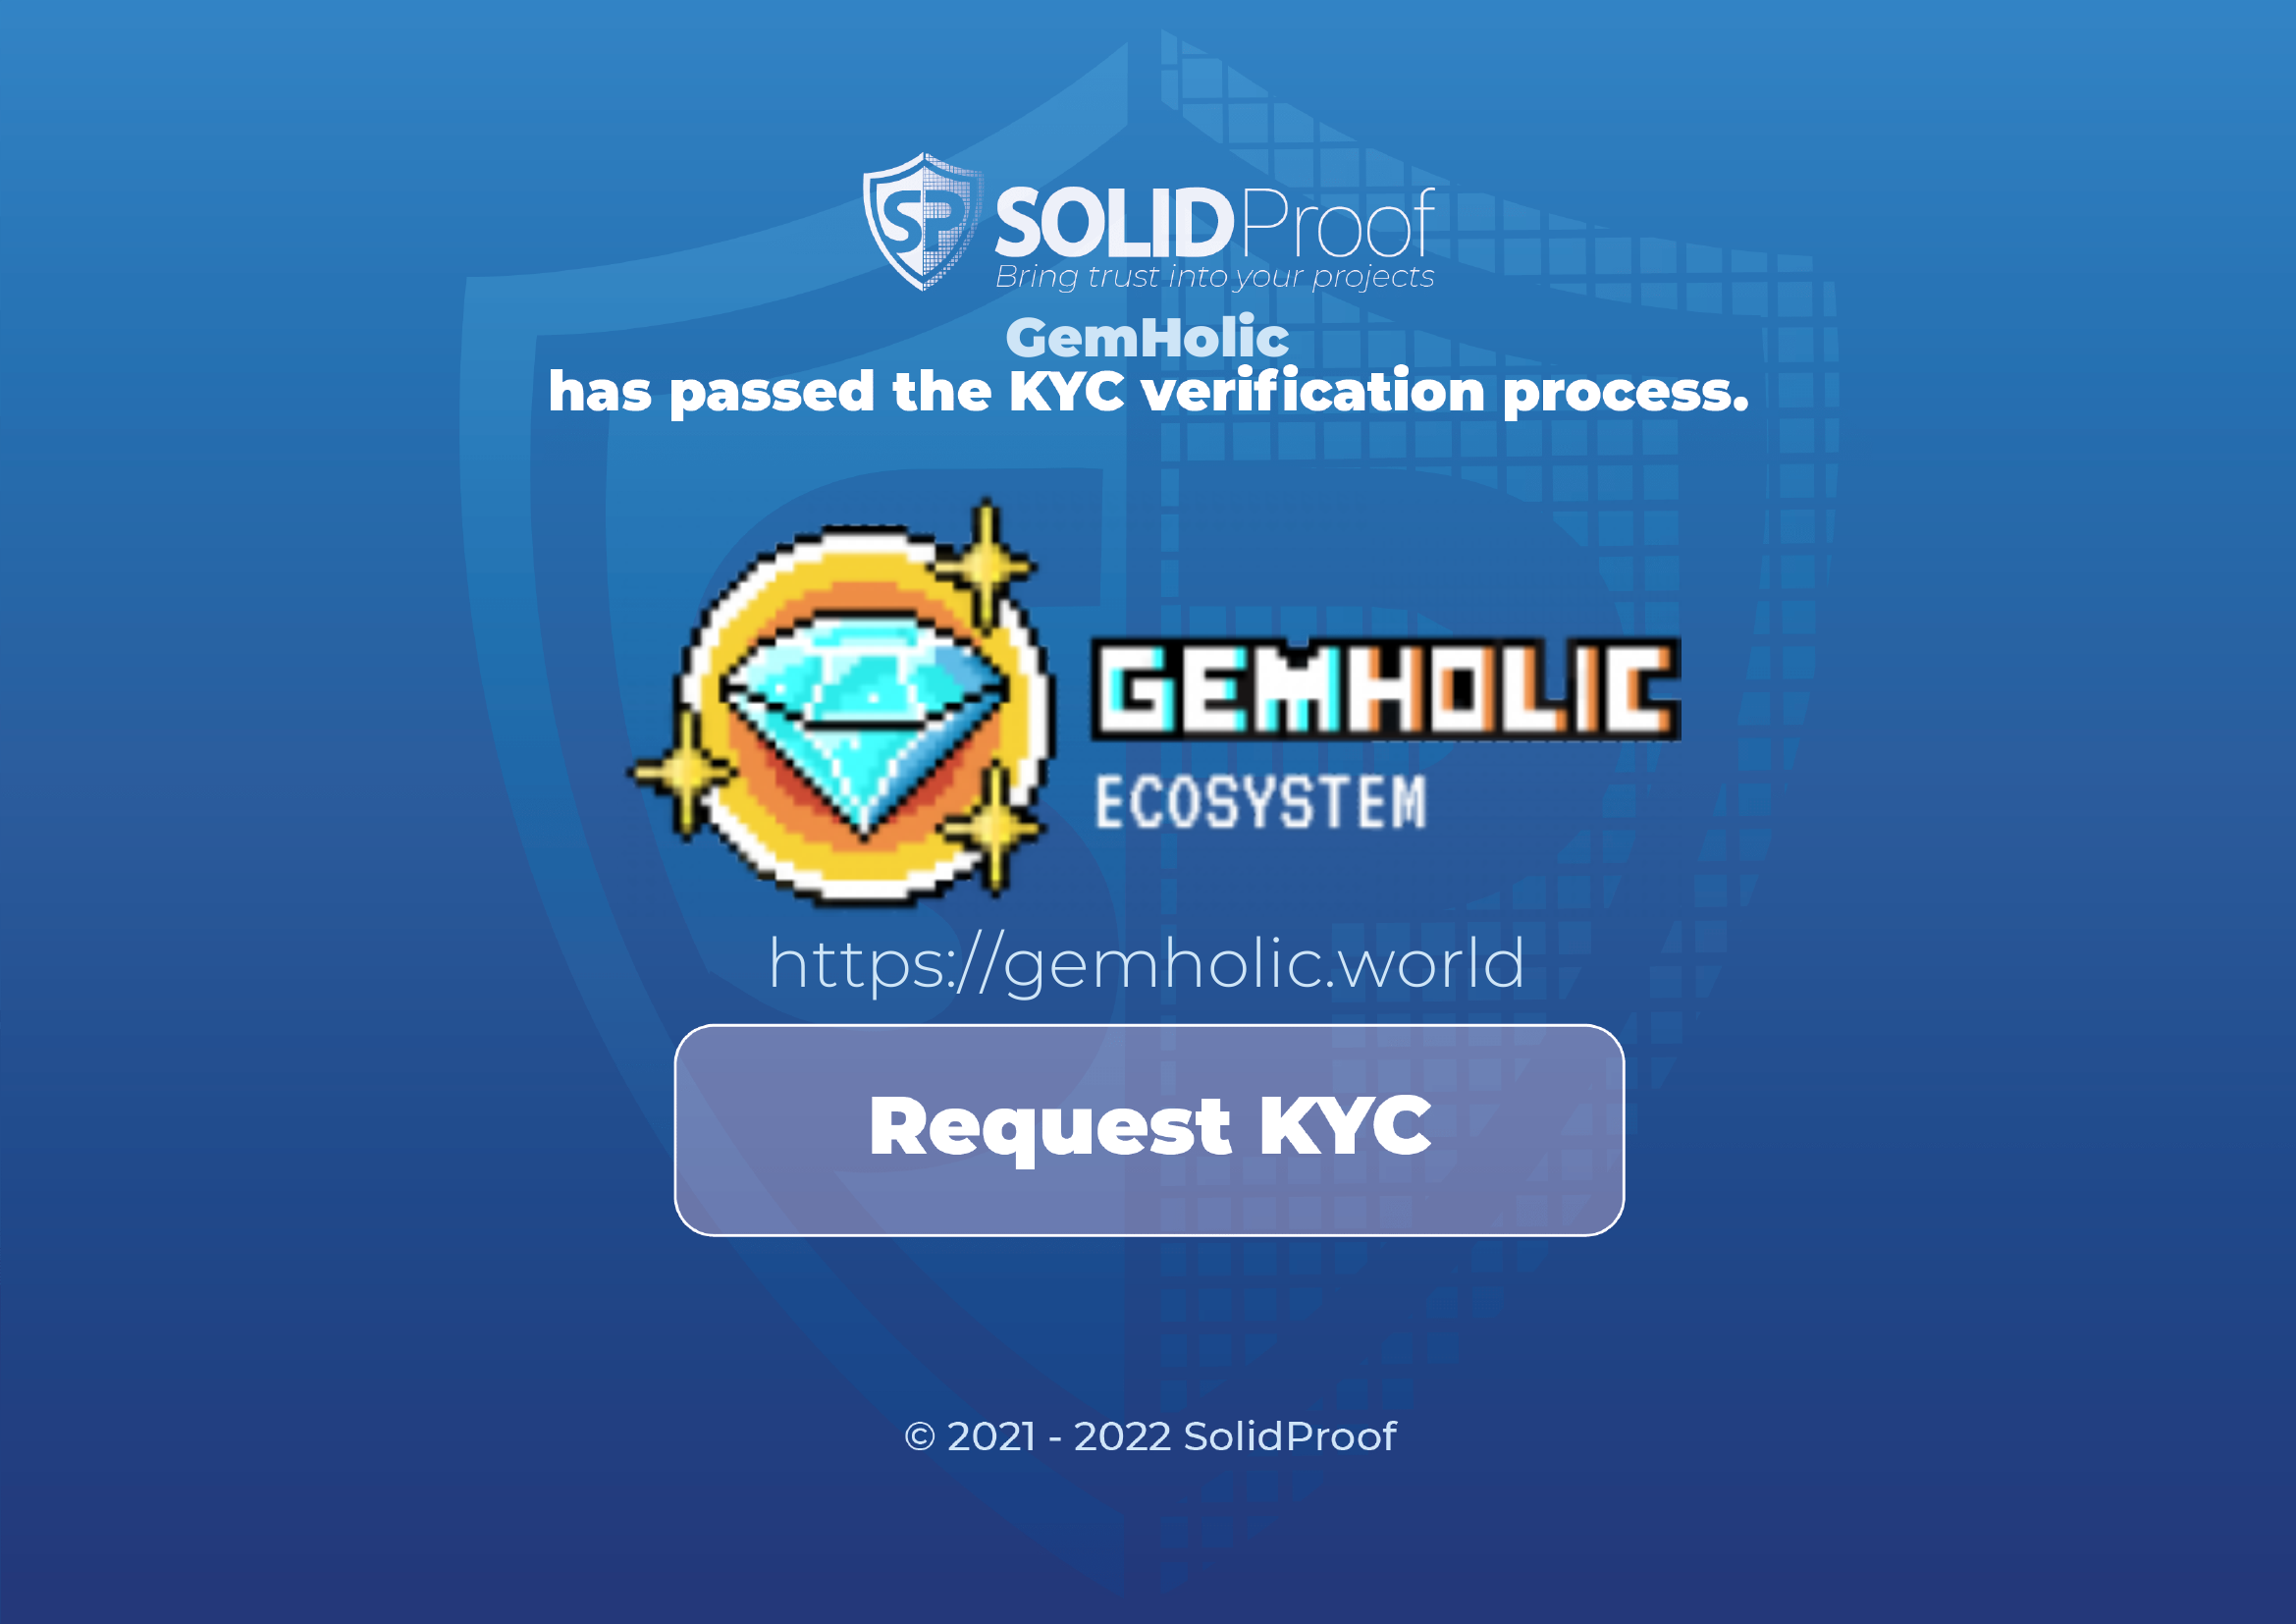 SP SOLIDProof
Bring trust into your projects
GemHolic
has passed the KYC verification process.
GEMHOLIC
ECOSYSTEM
https://gemholic.world
Request KYC
© 2021 - 2022 SolidProof